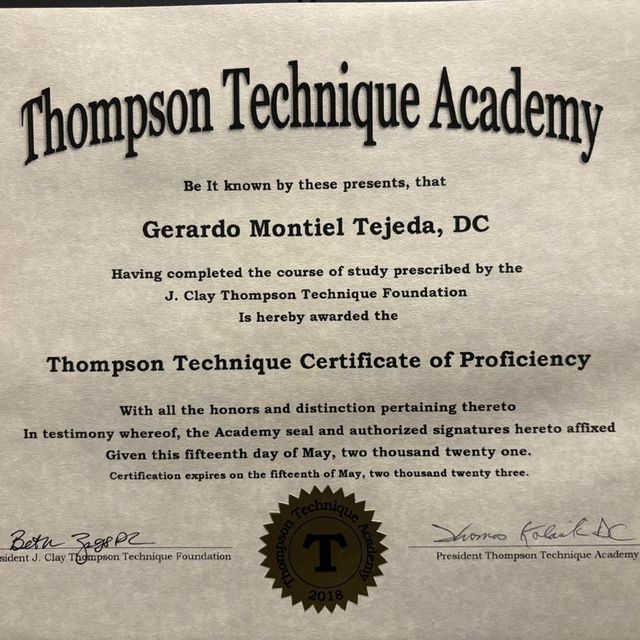 Thompson Technique Academy
Be It known by these presents, that
Gerardo Montiel Tejeda, DC
Having completed the course of study prescribed by the
J. Clay Thompson Technique Foundation
Is hereby awarded the
Thompson Technique Certificate of Proficiency
With all the honors and distinction pertaining thereto
In testimony whereof, the Academy seal and authorized signatures hereto affixed
Given this fifteenth day of May, two thousand twenty one.
Certification expires on the fifteenth of May, two thousand twenty three.
Thompson Technique Academy
T
2018
Beth
Thomas DC
sident J. Clay Thompson Technique Foundation
President Thompson Technique Academy